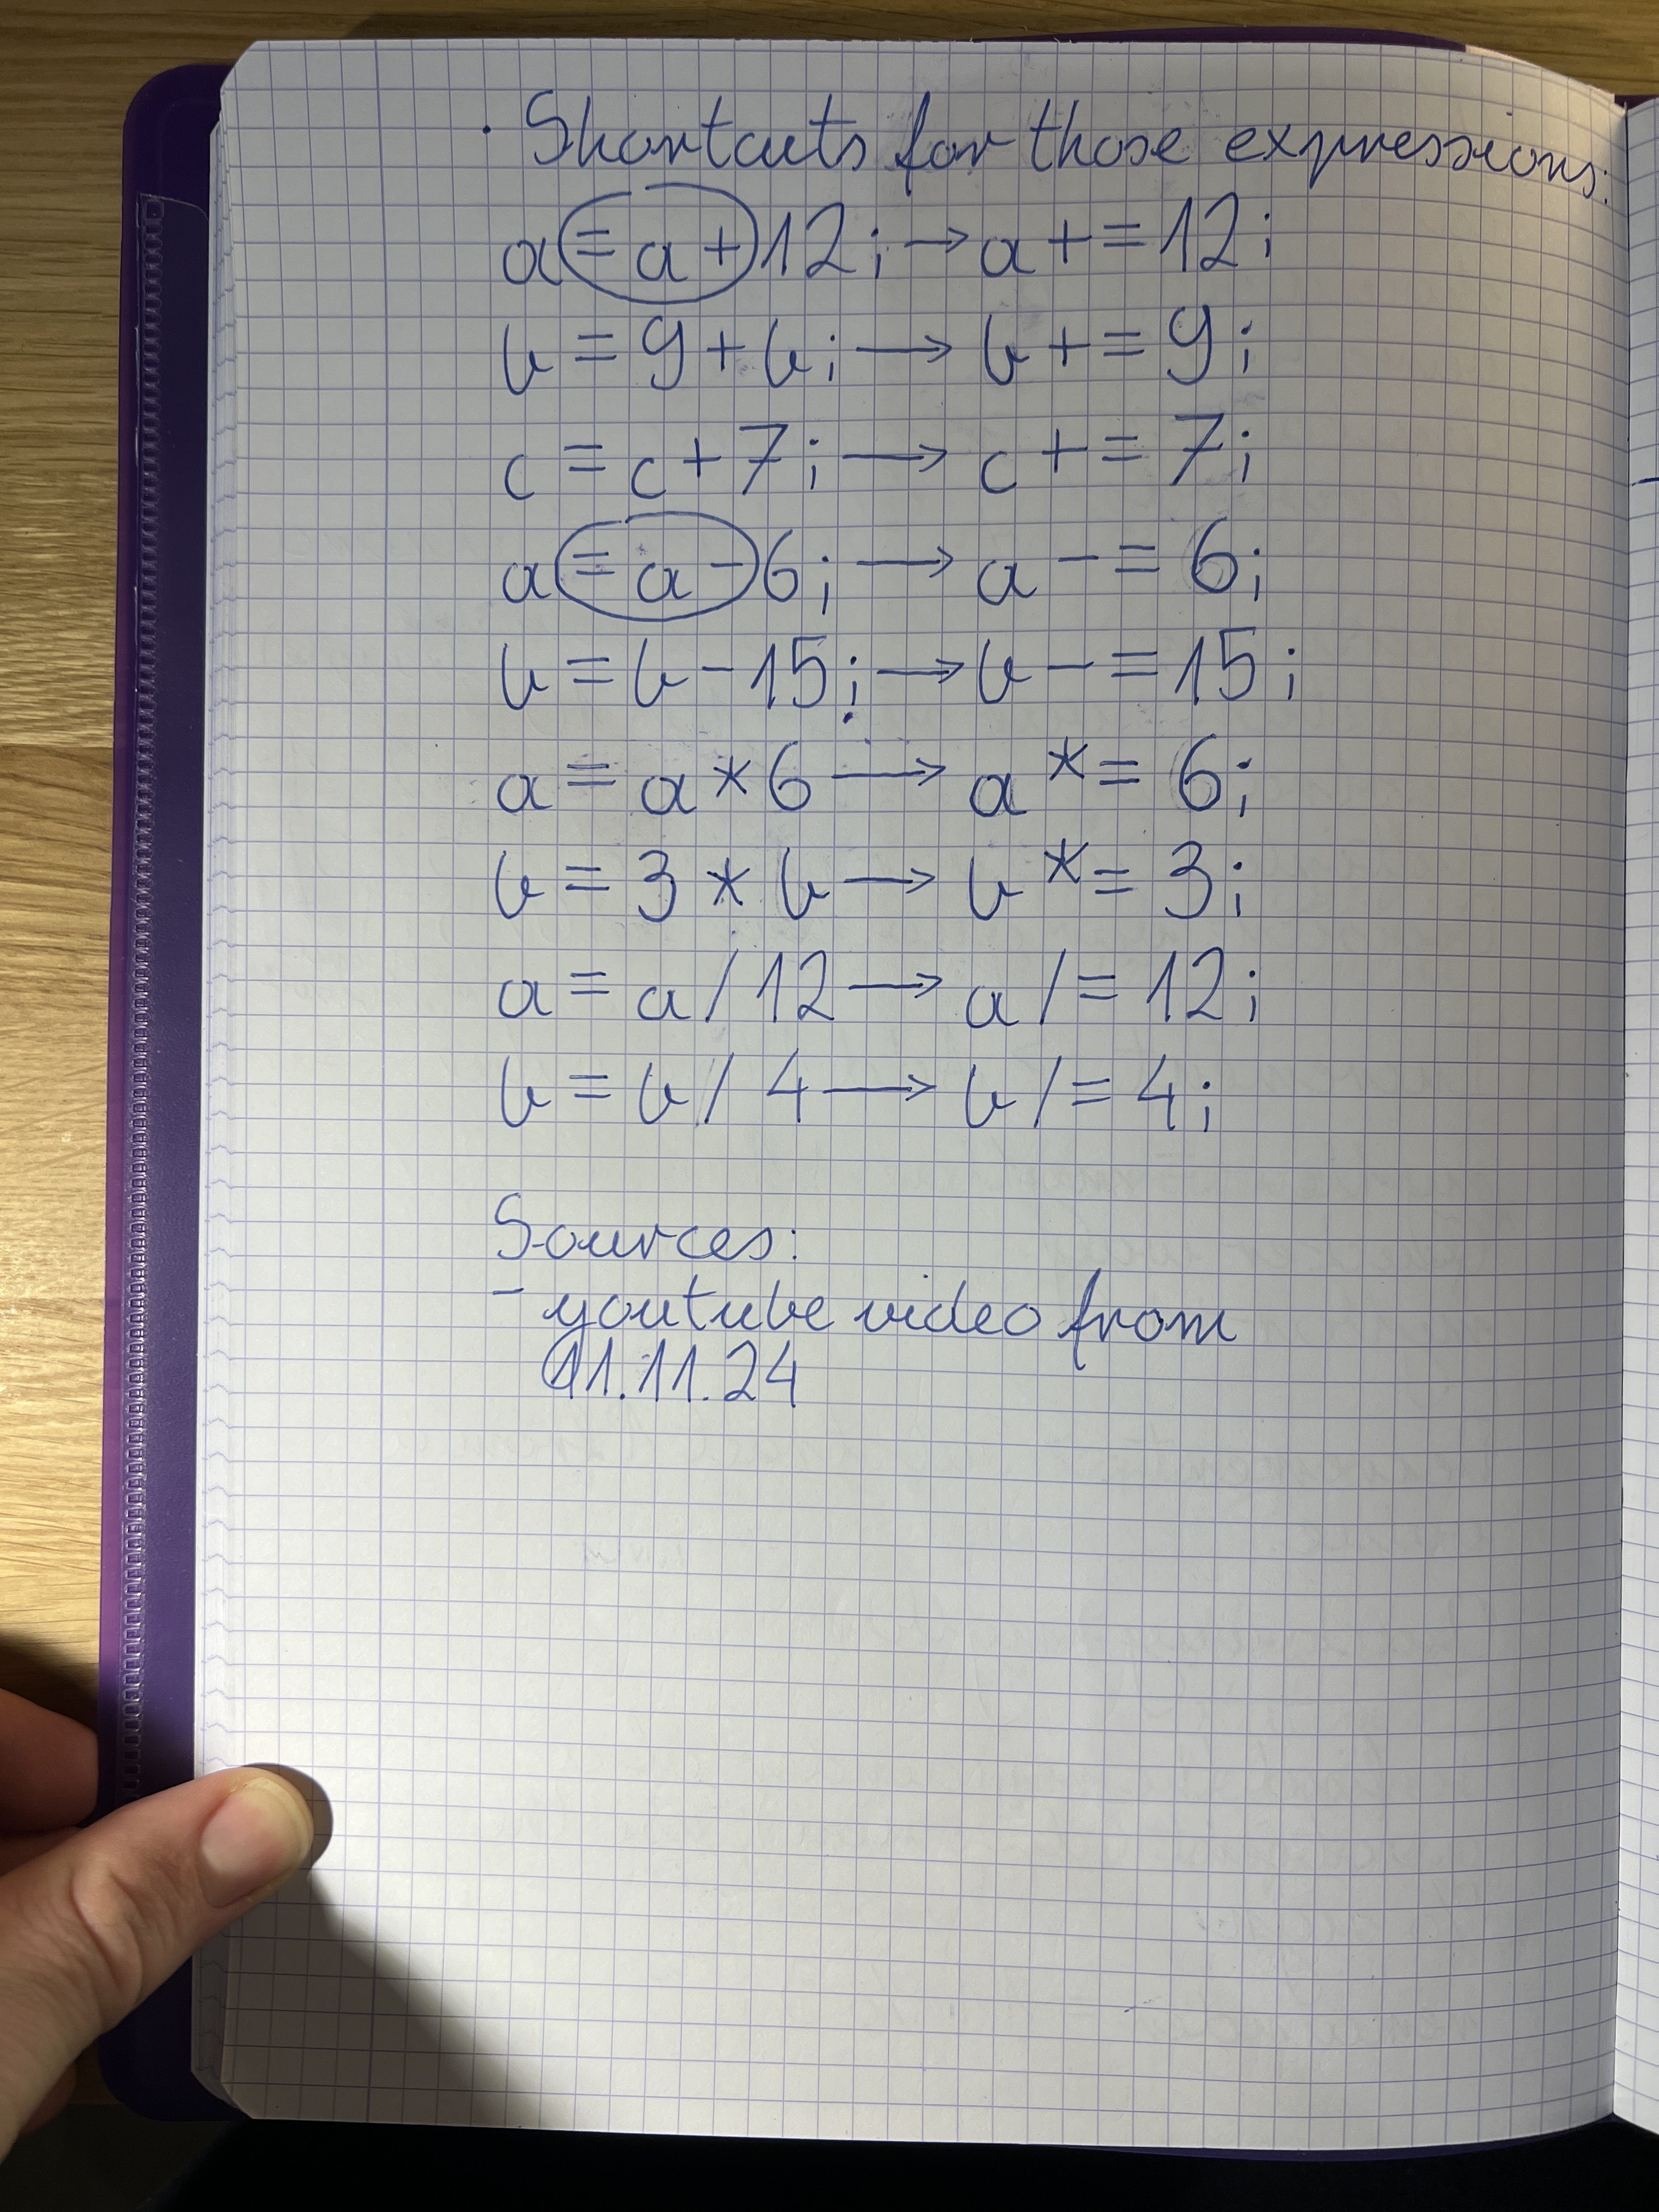 · Shortcuts for those expressions:
a = a + 12; → a += 12;
b = 9 + b; → b += 9;
c = c + 7; → c += 7;
a = a - 6; → a -= 6;
b = b - 15; → b -= 15;
a = a * 6 → a *= 6;
b = 3 * b → b *= 3;
a = a / 12 → a /= 12;
b = b / 4 → b /= 4;
Sources:
- youtube video from
11.11.24